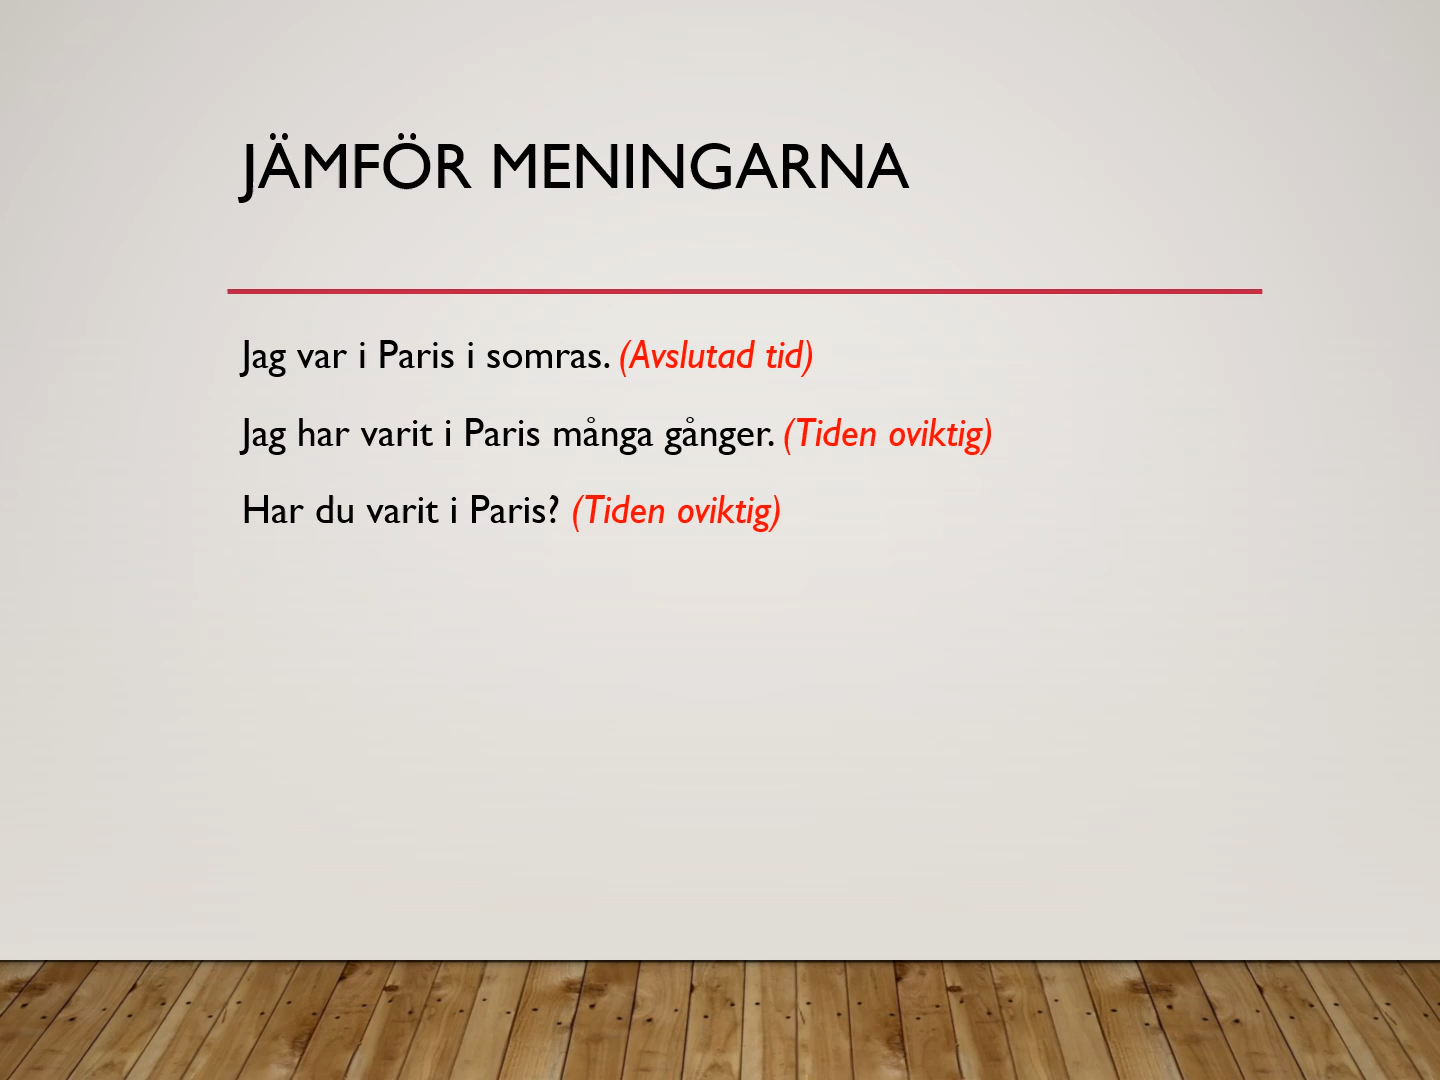 JÄMFÖR MENINGARNA
Jag var i Paris i somras. (Avslutad tid)
Jag har varit i Paris många gånger. (Tiden oviktig)
Har du varit i Paris? (Tiden oviktig)